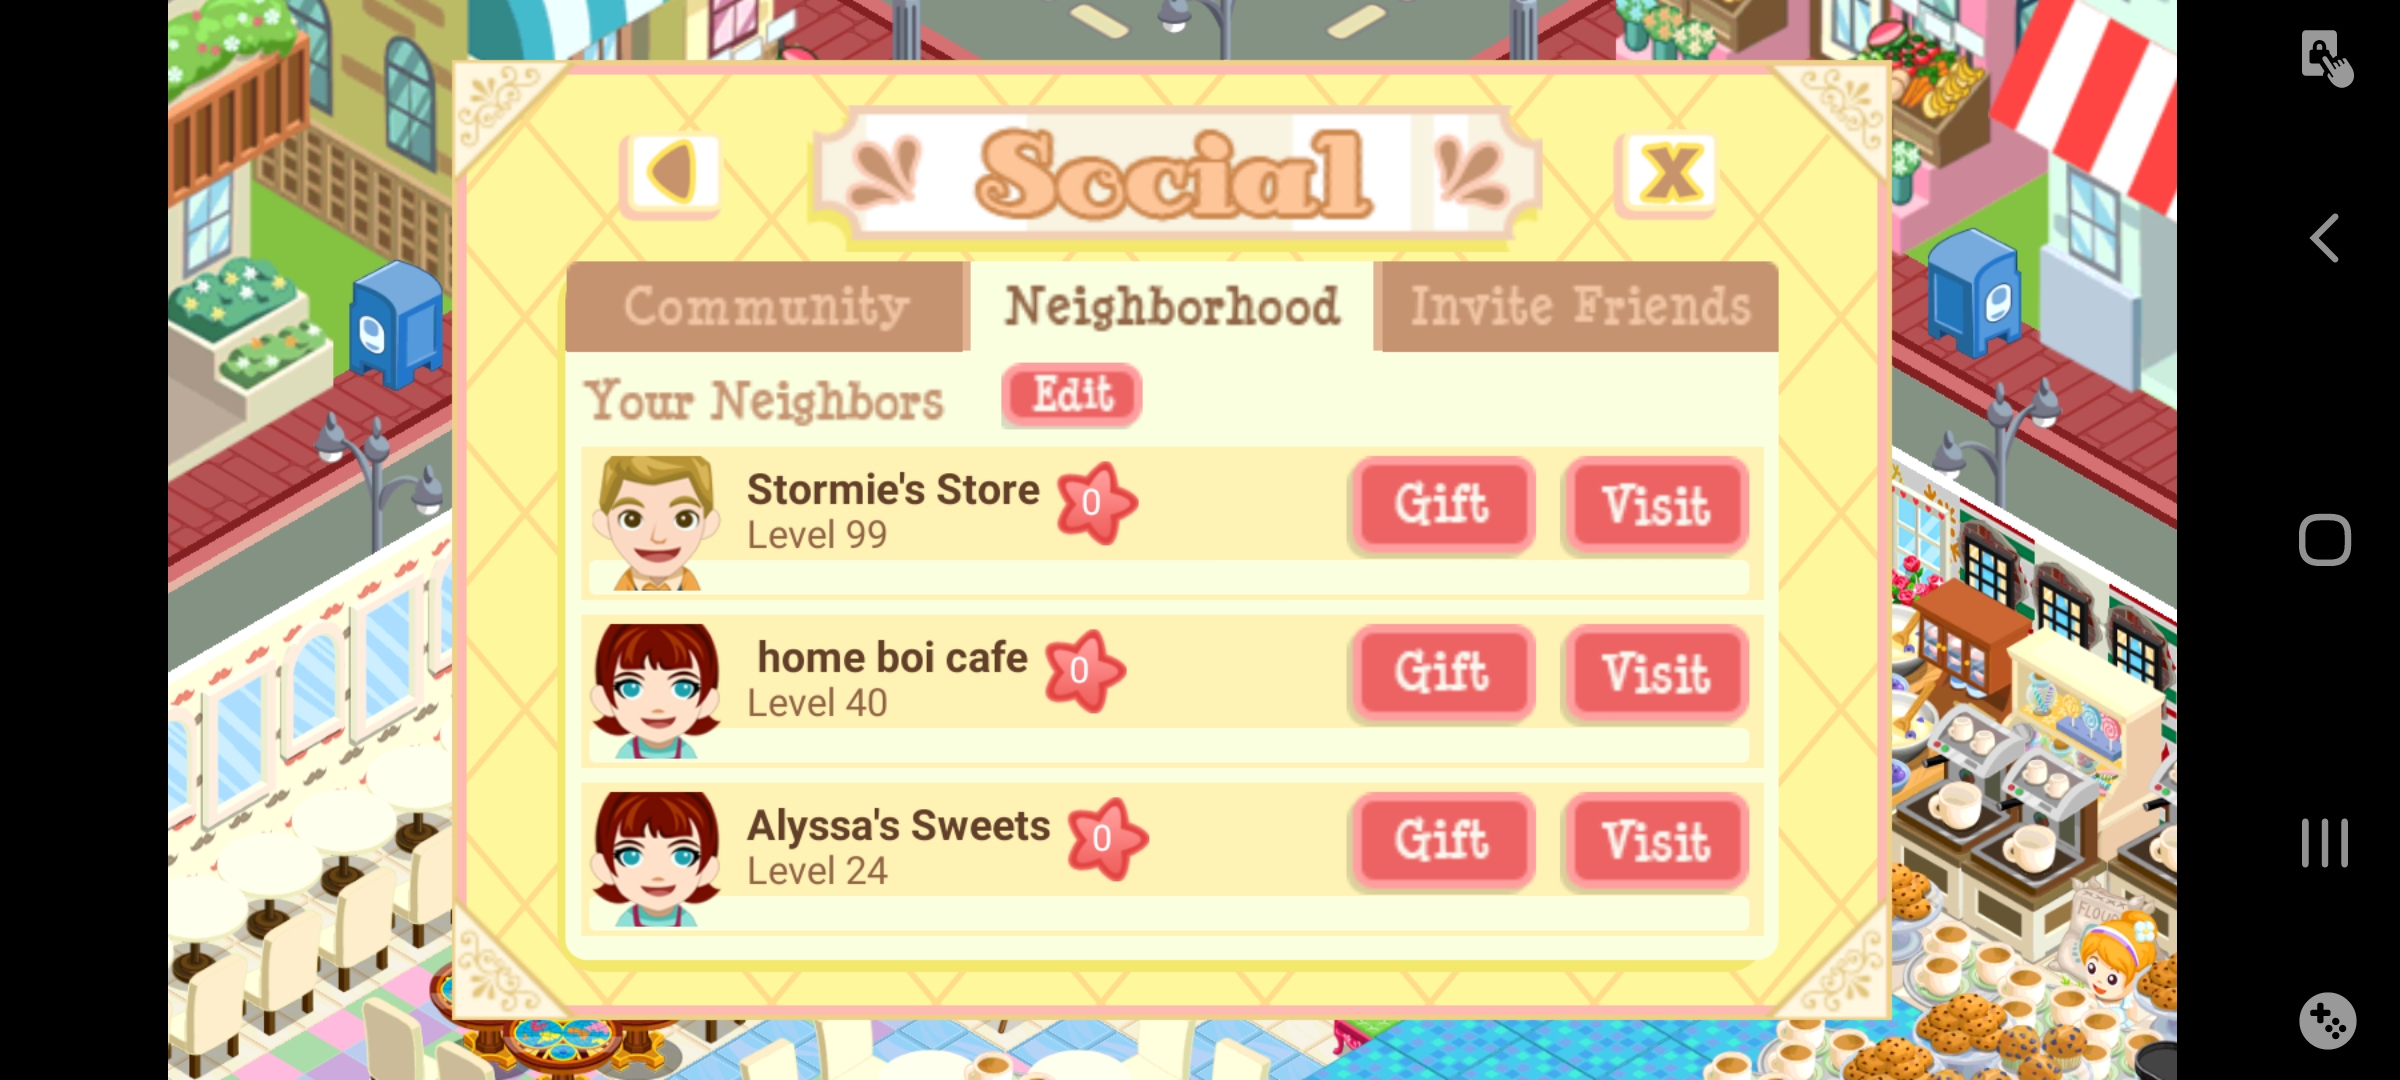 Social
Community
Neighborhood
Invite Friends
Your Neighbors
Edit
Stormie's Store
0
Level 99
Gift
Visit
home boi cafe
0
Level 40
Gift
Visit
Alyssa's Sweets
0
Level 24
Gift
Visit
FLOUR